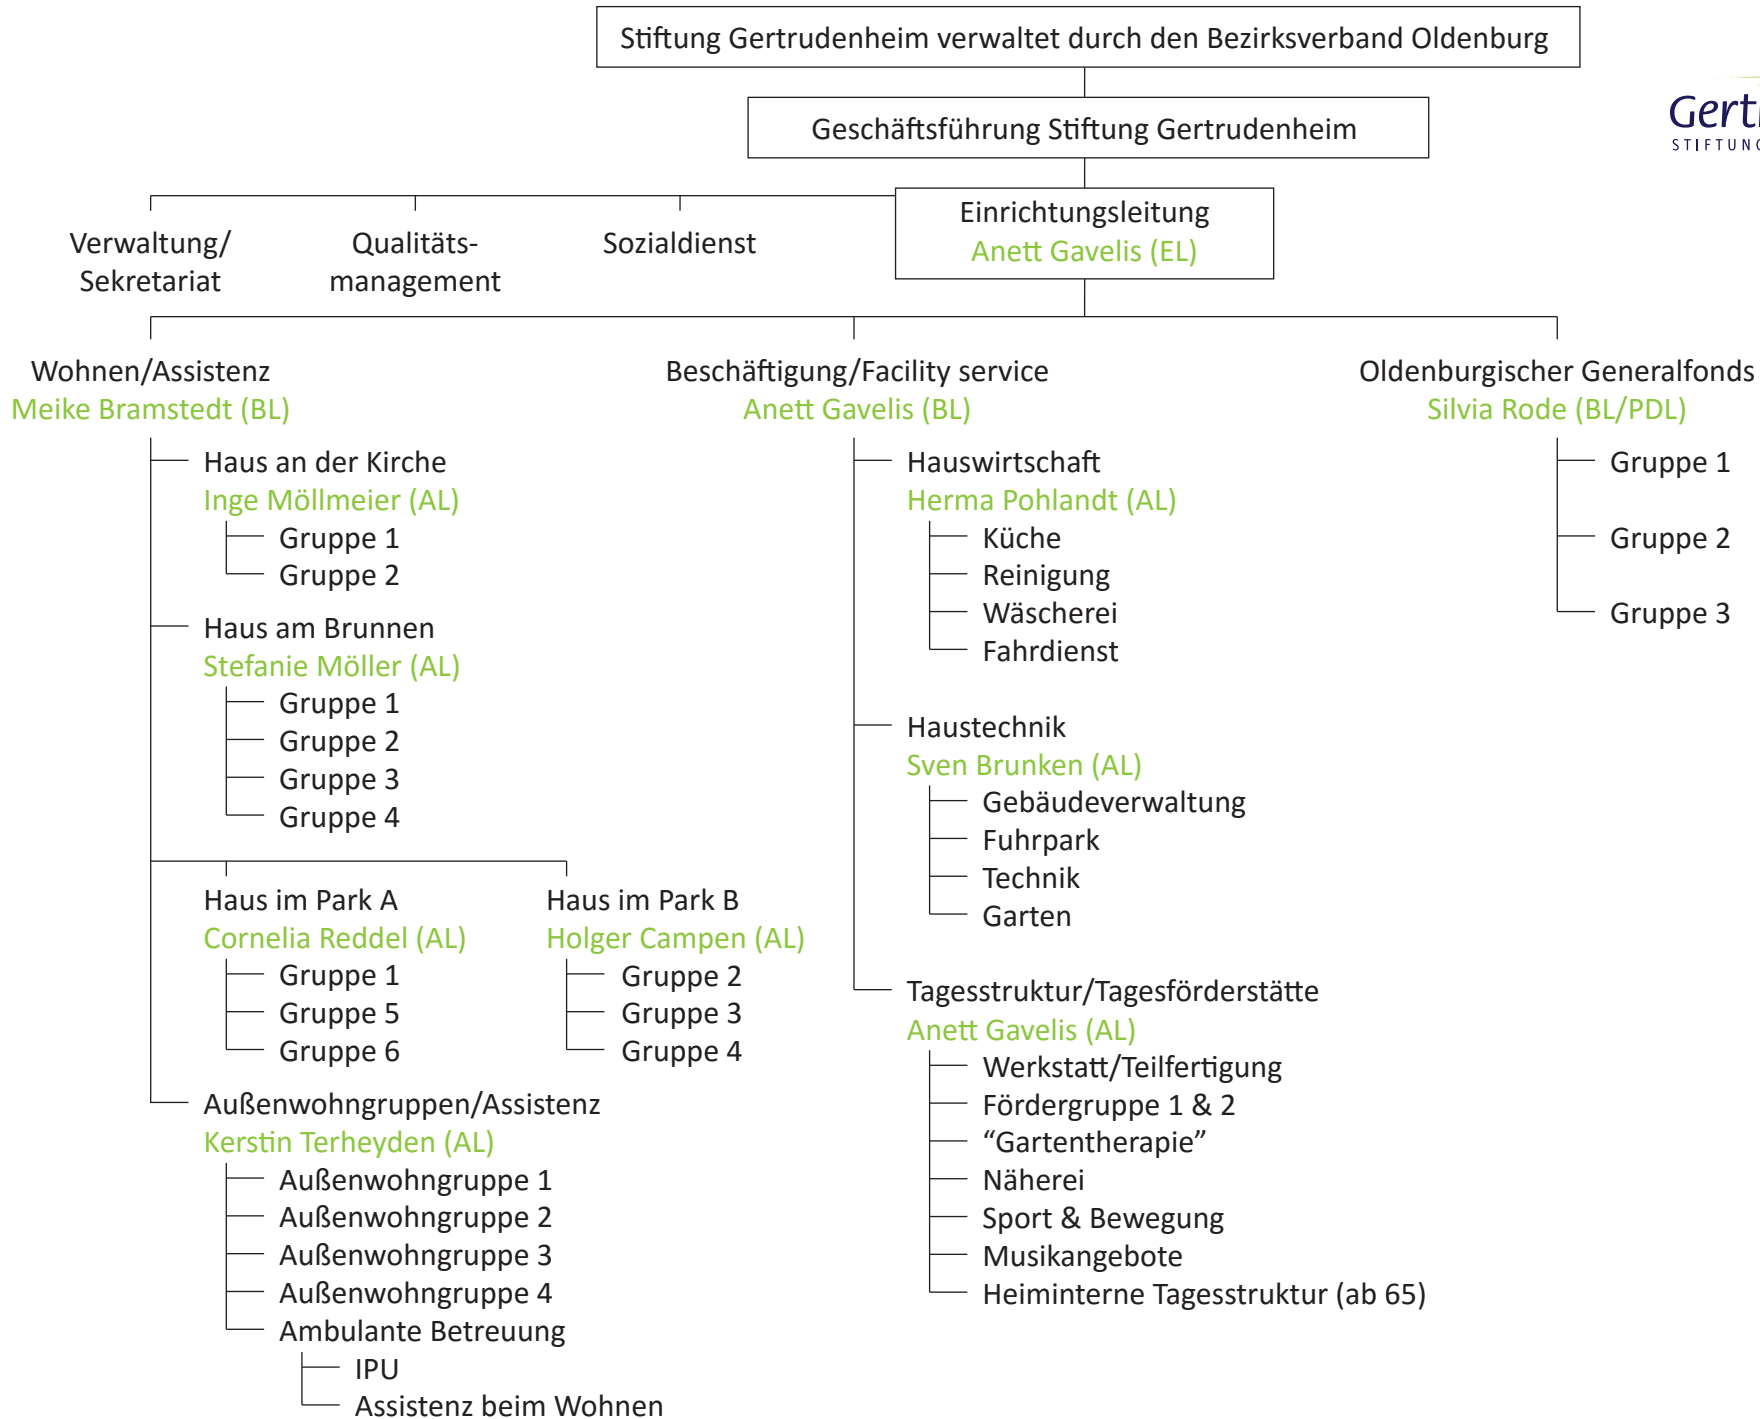 Stiftung Gertrudenheim verwaltet durch den Bezirksverband Oldenburg
Geschäftsführung Stiftung Gertrudenheim
Einrichtungsleitung
Anett Gavelis (EL)
Verwaltung/
Sekretariat
Qualitäts-
management
Sozialdienst
Wohnen/Assistenz
Meike Bramstedt (BL)
Haus an der Kirche
Inge Möllmeier (AL)
Gruppe 1
Gruppe 2
Haus am Brunnen
Stefanie Möller (AL)
Gruppe 1
Gruppe 2
Gruppe 3
Gruppe 4
Haus im Park A
Cornelia Reddel (AL)
Gruppe 1
Gruppe 5
Gruppe 6
Haus im Park B
Holger Campen (AL)
Gruppe 2
Gruppe 3
Gruppe 4
Außenwohngruppen/Assistenz
Kerstin Terheyden (AL)
Außenwohngruppe 1
Außenwohngruppe 2
Außenwohngruppe 3
Außenwohngruppe 4
Ambulante Betreuung
IPU
Assistenz beim Wohnen
Beschäftigung/Facility service
Anett Gavelis (BL)
Hauswirtschaft
Herma Pohlandt (AL)
Küche
Reinigung
Wäscherei
Fahrdienst
Haustechnik
Sven Brunken (AL)
Gebäudeverwaltung
Fuhrpark
Technik
Garten
Tagesstruktur/Tagesförderstätte
Anett Gavelis (AL)
Werkstatt/Teilfertigung
Fördergruppe 1 & 2
“Gartentherapie”
Näherei
Sport & Bewegung
Musikangebote
Heiminterne Tagesstruktur (ab 65)
Oldenburgischer Generalfonds
Silvia Rode (BL/PDL)
Gruppe 1
Gruppe 2
Gruppe 3
STIFTUNG